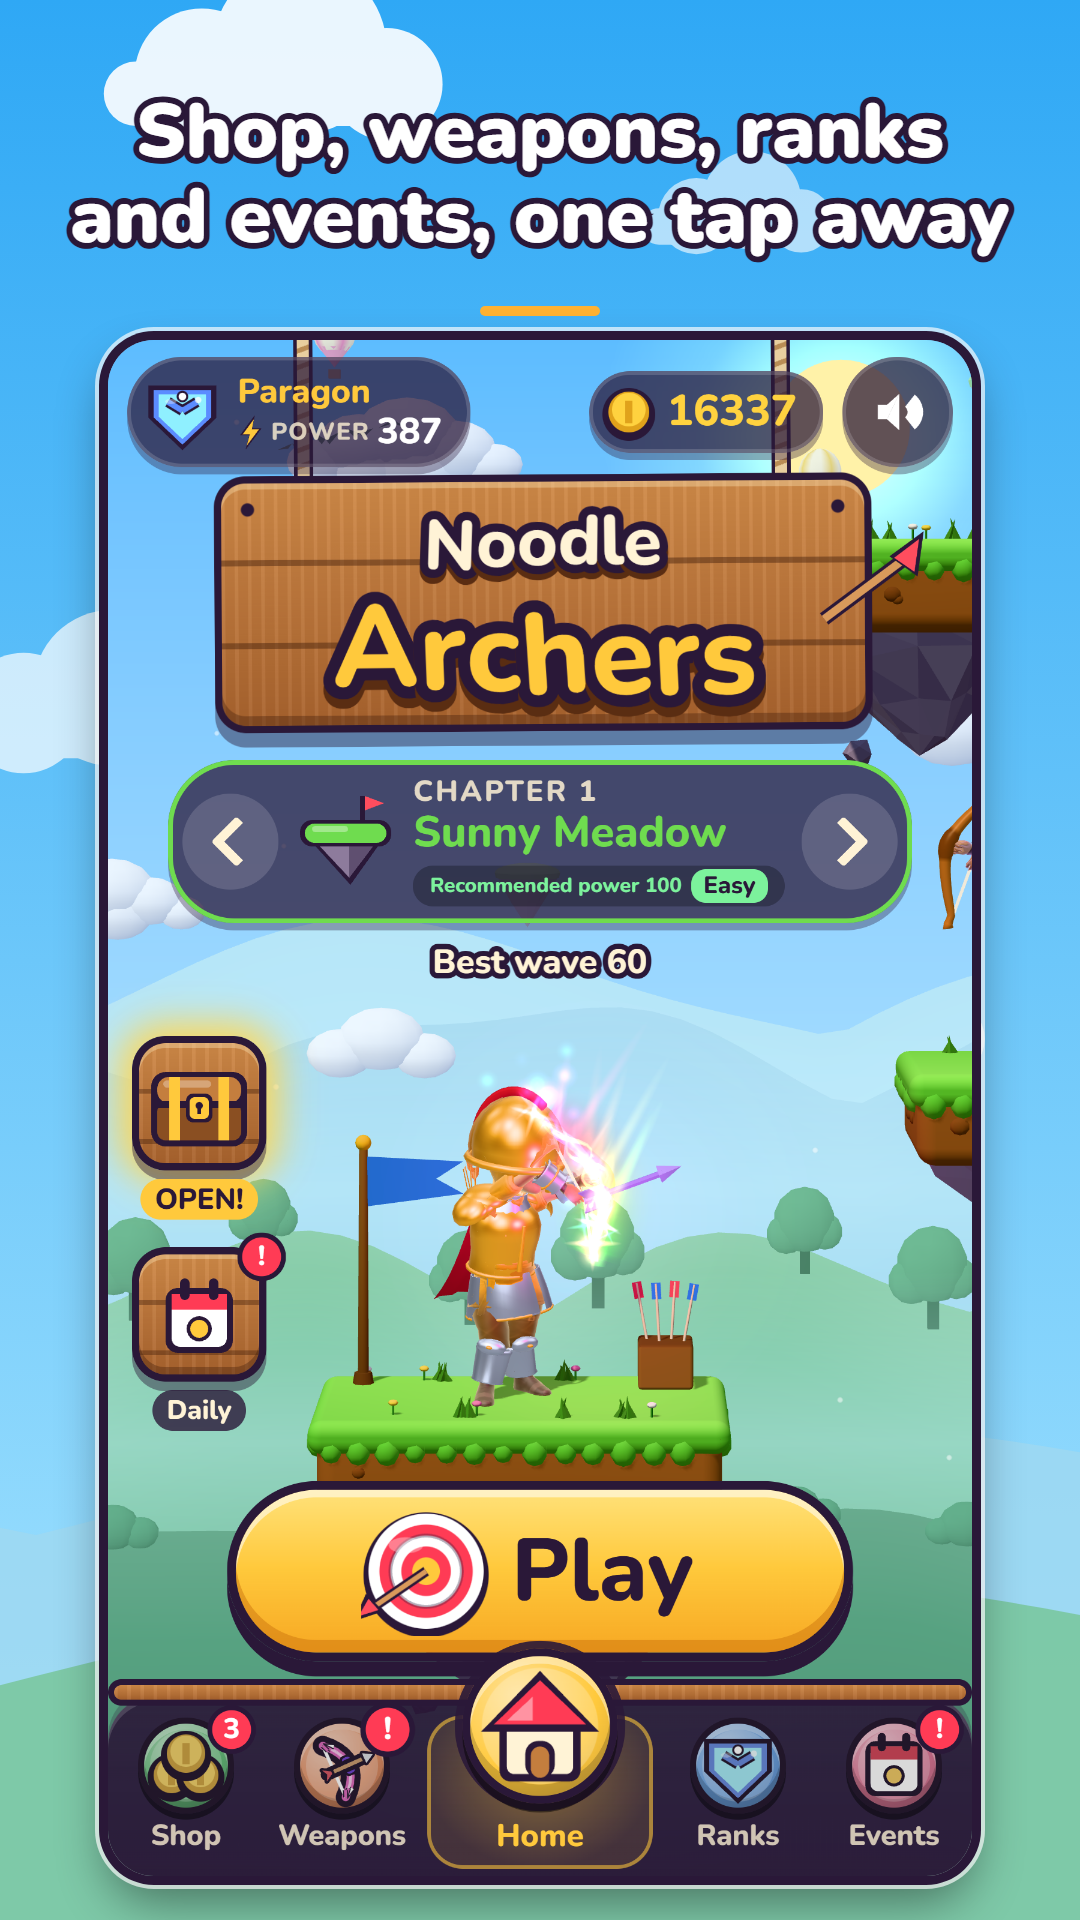 Shop, weapons, ranks
and events, one tap away
Paragon
POWER 387
16337
Noodle
Archers
CHAPTER 1
Sunny Meadow
Recommended power 100 Easy
Best wave 60
OPEN!
!
Daily
Play
3
!
!
Shop
Weapons
Home
Ranks
Events